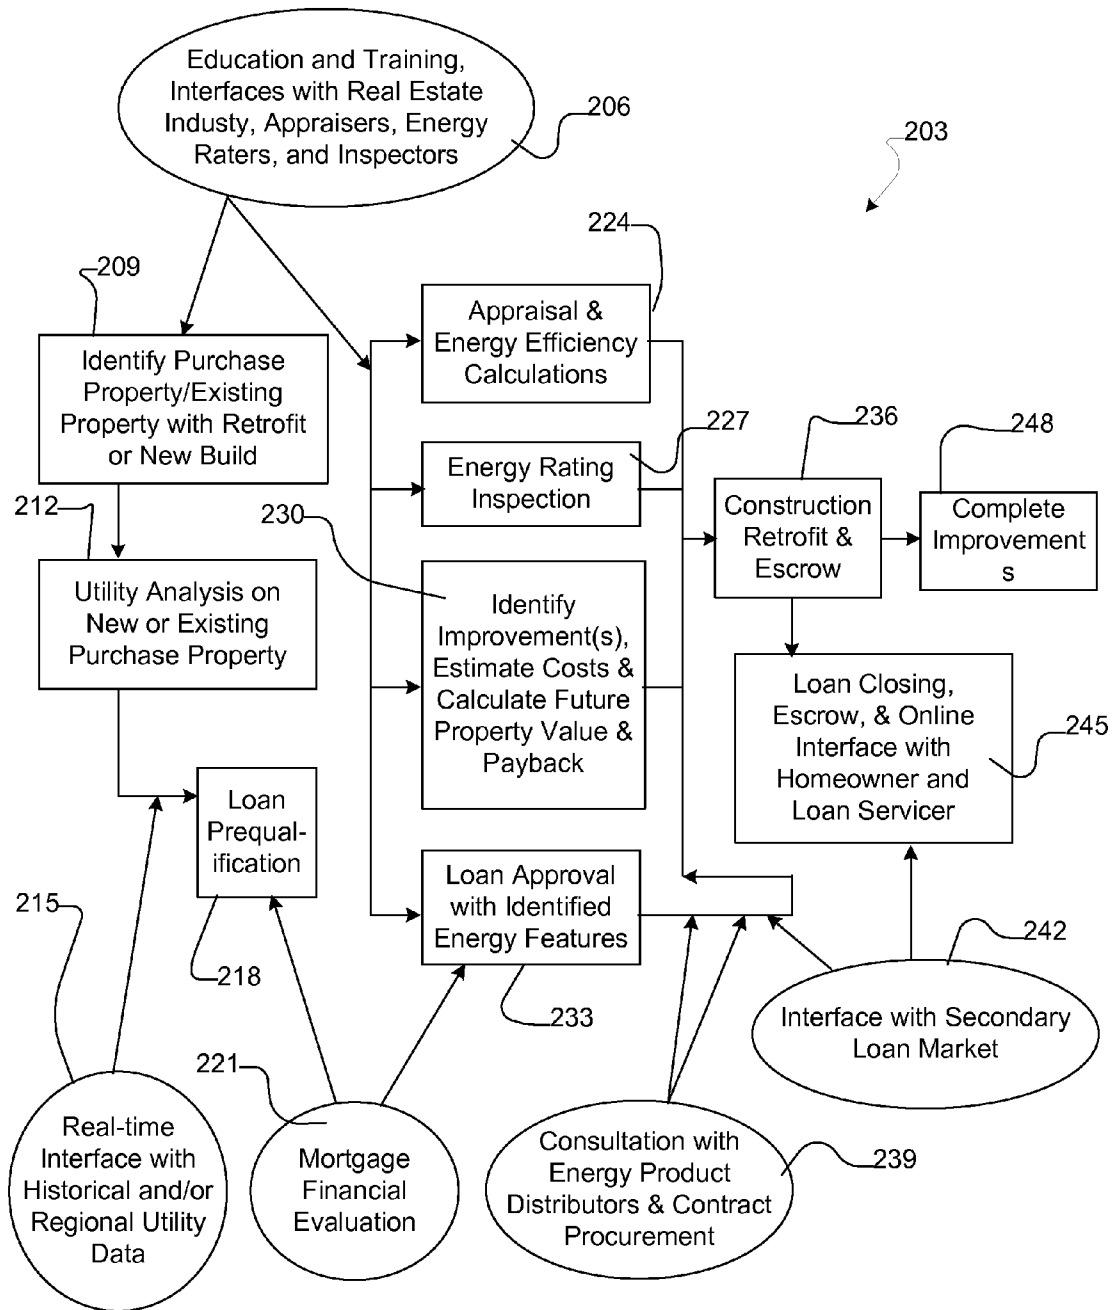 Education and Training,
Interfaces with Real Estate
Industy, Appraisers, Energy
Raters, and Inspectors
206
203
209
Identify Purchase
Property/Existing
Property with Retrofit
or New Build
212
Utility Analysis on
New or Existing
Purchase Property
224
Appraisal &
Energy Efficiency
Calculations
227
Energy Rating
Inspection
230
Identify
Improvement(s),
Estimate Costs &
Calculate Future
Property Value &
Payback
236
Construction
Retrofit &
Escrow
248
Complete
Improvement
s
Loan Closing,
Escrow, & Online
Interface with
Homeowner and
Loan Servicer
245
Loan
Prequal-
ification
218
215
Loan Approval
with Identified
Energy Features
233
242
Interface with Secondary
Loan Market
221
Real-time
Interface with
Historical and/or
Regional Utility
Data
Mortgage
Financial
Evaluation
Consultation with
Energy Product
Distributors & Contract
Procurement
239